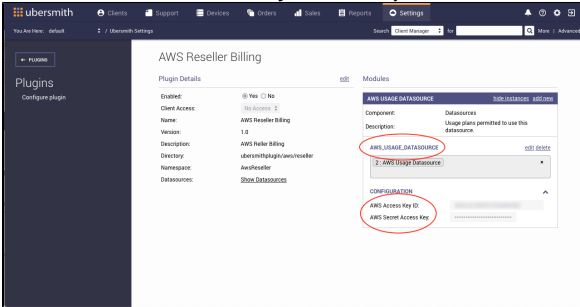 ubersmith Clients Support Devices Orders Sales Reports Settings
You Are Here: default / Ubersmith Settings Search Client Manager for More | Advanced
← PLUGINS
Plugins
Configure plugin
AWS Reseller Billing
Plugin Details edit
Enabled: Yes No
Client Access: No Access
Name: AWS Reseller Billing
Version: 1.0
Description: AWS Reller Billing
Directory: ubersmithplugin/aws/reseller
Namespace: AwsReseller
Datasources: Show Datasources
Modules
AWS USAGE DATASOURCE hide instances add new
Component: Datasources
Description: Usage plans permitted to use this
datasource.
AWS_USAGE_DATASOURCE edit delete
2 : AWS Usage Datasource
CONFIGURATION
AWS Access Key ID:
AWS Secret Access Key: